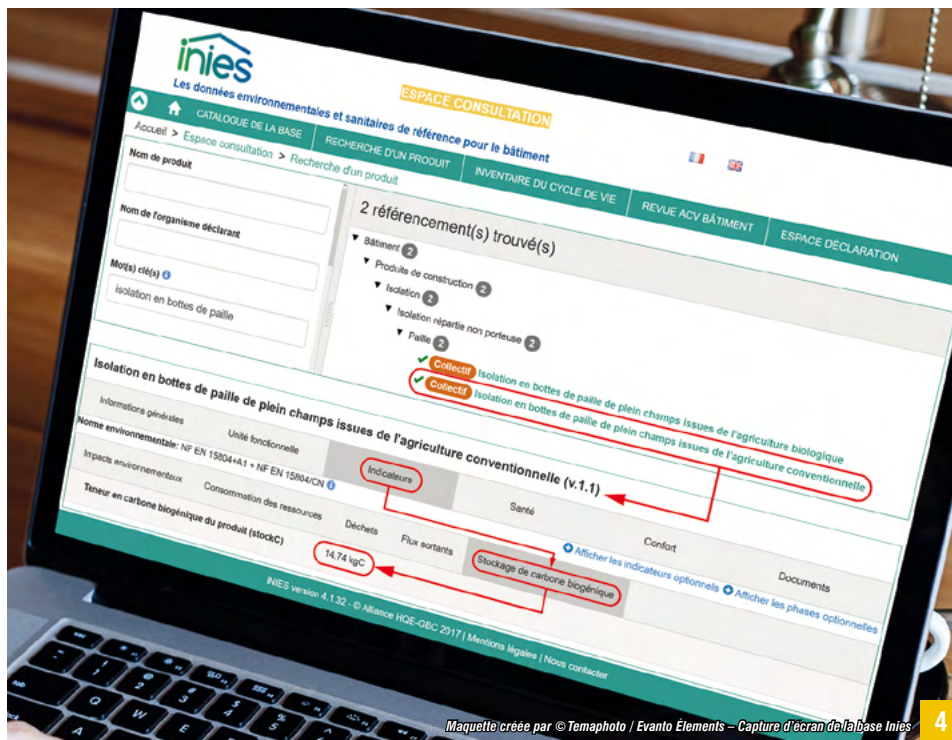 inies
Les données environnementales et sanitaires de référence pour le bâtiment
ESPACE CONSULTATION
CATALOGUE DE LA BASE
RECHERCHE D'UN PRODUIT
INVENTAIRE DU CYCLE DE VIE
REVUE ACV BÂTIMENT
ESPACE DÉCLARATION
Accueil > Espace consultation > Recherche d'un produit
Nom de produit
Nom de l'organisme déclarant
Mot(s) clé(s)
isolation en bottes de paille
2 référencement(s) trouvé(s)
Bâtiment 2
Produits de construction 2
Isolation 2
Isolation répartie non porteuse 2
Paille 2
Collectif Isolation en bottes de paille de plein champs issues de l'agriculture biologique
Collectif Isolation en bottes de paille de plein champs issues de l'agriculture conventionnelle
Isolation en bottes de paille de plein champs issues de l'agriculture conventionnelle (v.1.1)
Informations générales Unité fonctionnelle Indicateurs Santé Confort Documents
Norme environnementale: NF EN 15804+A1 + NF EN 15804/CN
Afficher les indicateurs optionnels Afficher les phases optionnelles
Impacts environnementaux Consommation des ressources Déchets Flux sortants Stockage de carbone biogénique
Teneur en carbone biogénique du produit (stockC) 14.74 kgC
INIES version 4.1.32 - © Alliance HQE-GBC 2017 | Mentions légales | Nous contacter
Maquette créée par © Temaphoto / Evanto Élements – Capture d'écran de la base Inies
4